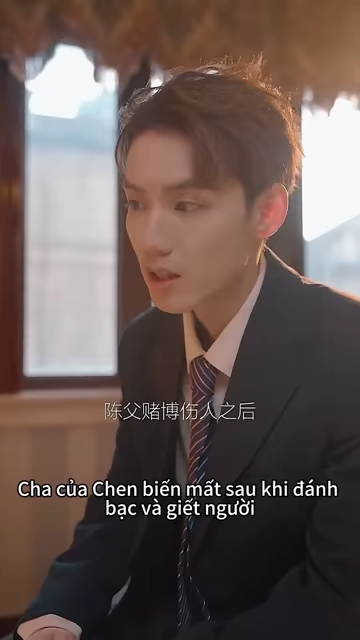 陈父赌博伤人之后
Cha của Chen biến mất sau khi đánh
bạc và giết người